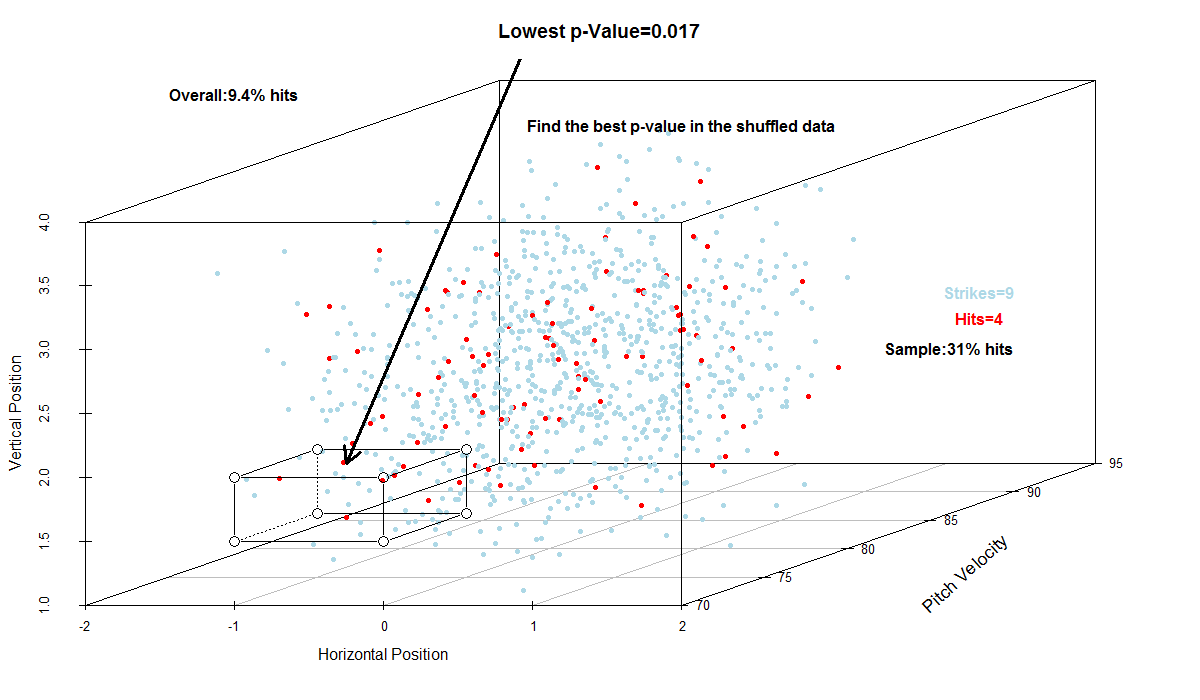 Lowest p-Value=0.017
Overall:9.4% hits
Find the best p-value in the shuffled data
Strikes=9
Hits=4
Sample:31% hits
Vertical Position
4.0
3.5
3.0
2.5
2.0
1.5
1.0
-2
-1
0
1
2
Horizontal Position
95
90
85
80
75
70
Pitch Velocity